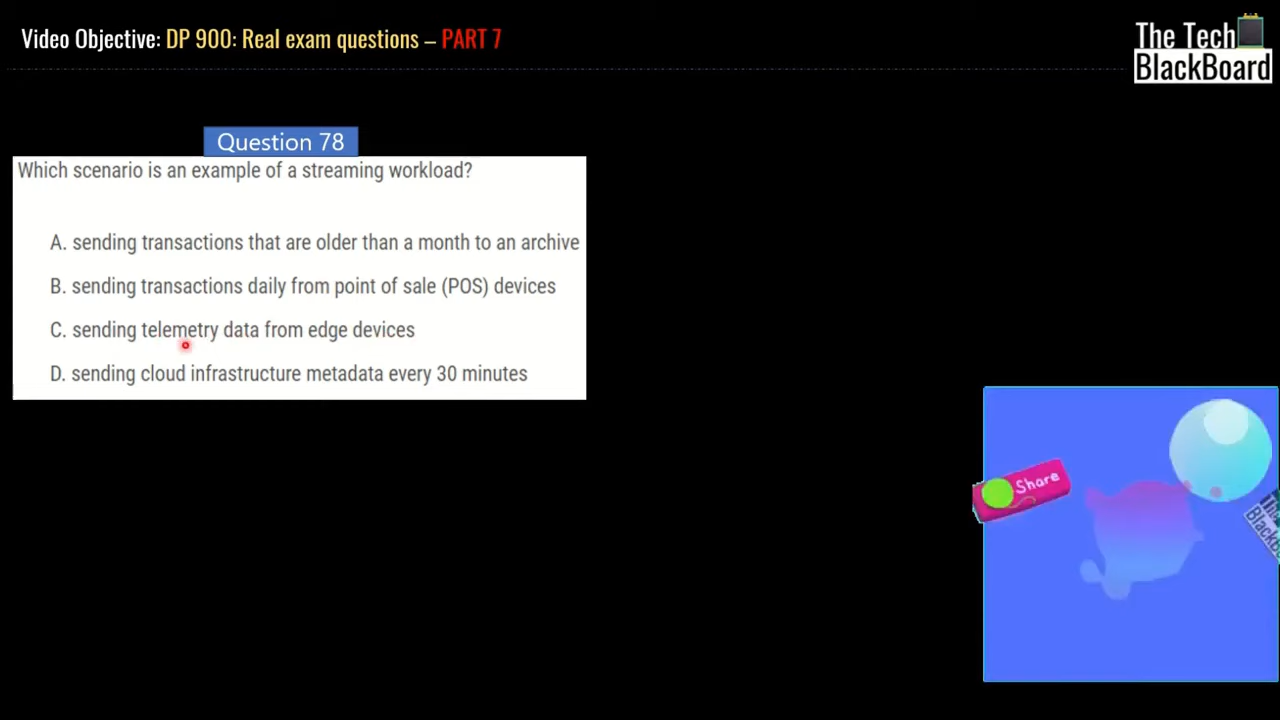 Video Objective: DP 900: Real exam questions – PART 7
The Tech
BlackBoard
Question 78
Which scenario is an example of a streaming workload?
A. sending transactions that are older than a month to an archive
B. sending transactions daily from point of sale (POS) devices
C. sending telemetry data from edge devices
D. sending cloud infrastructure metadata every 30 minutes
Share